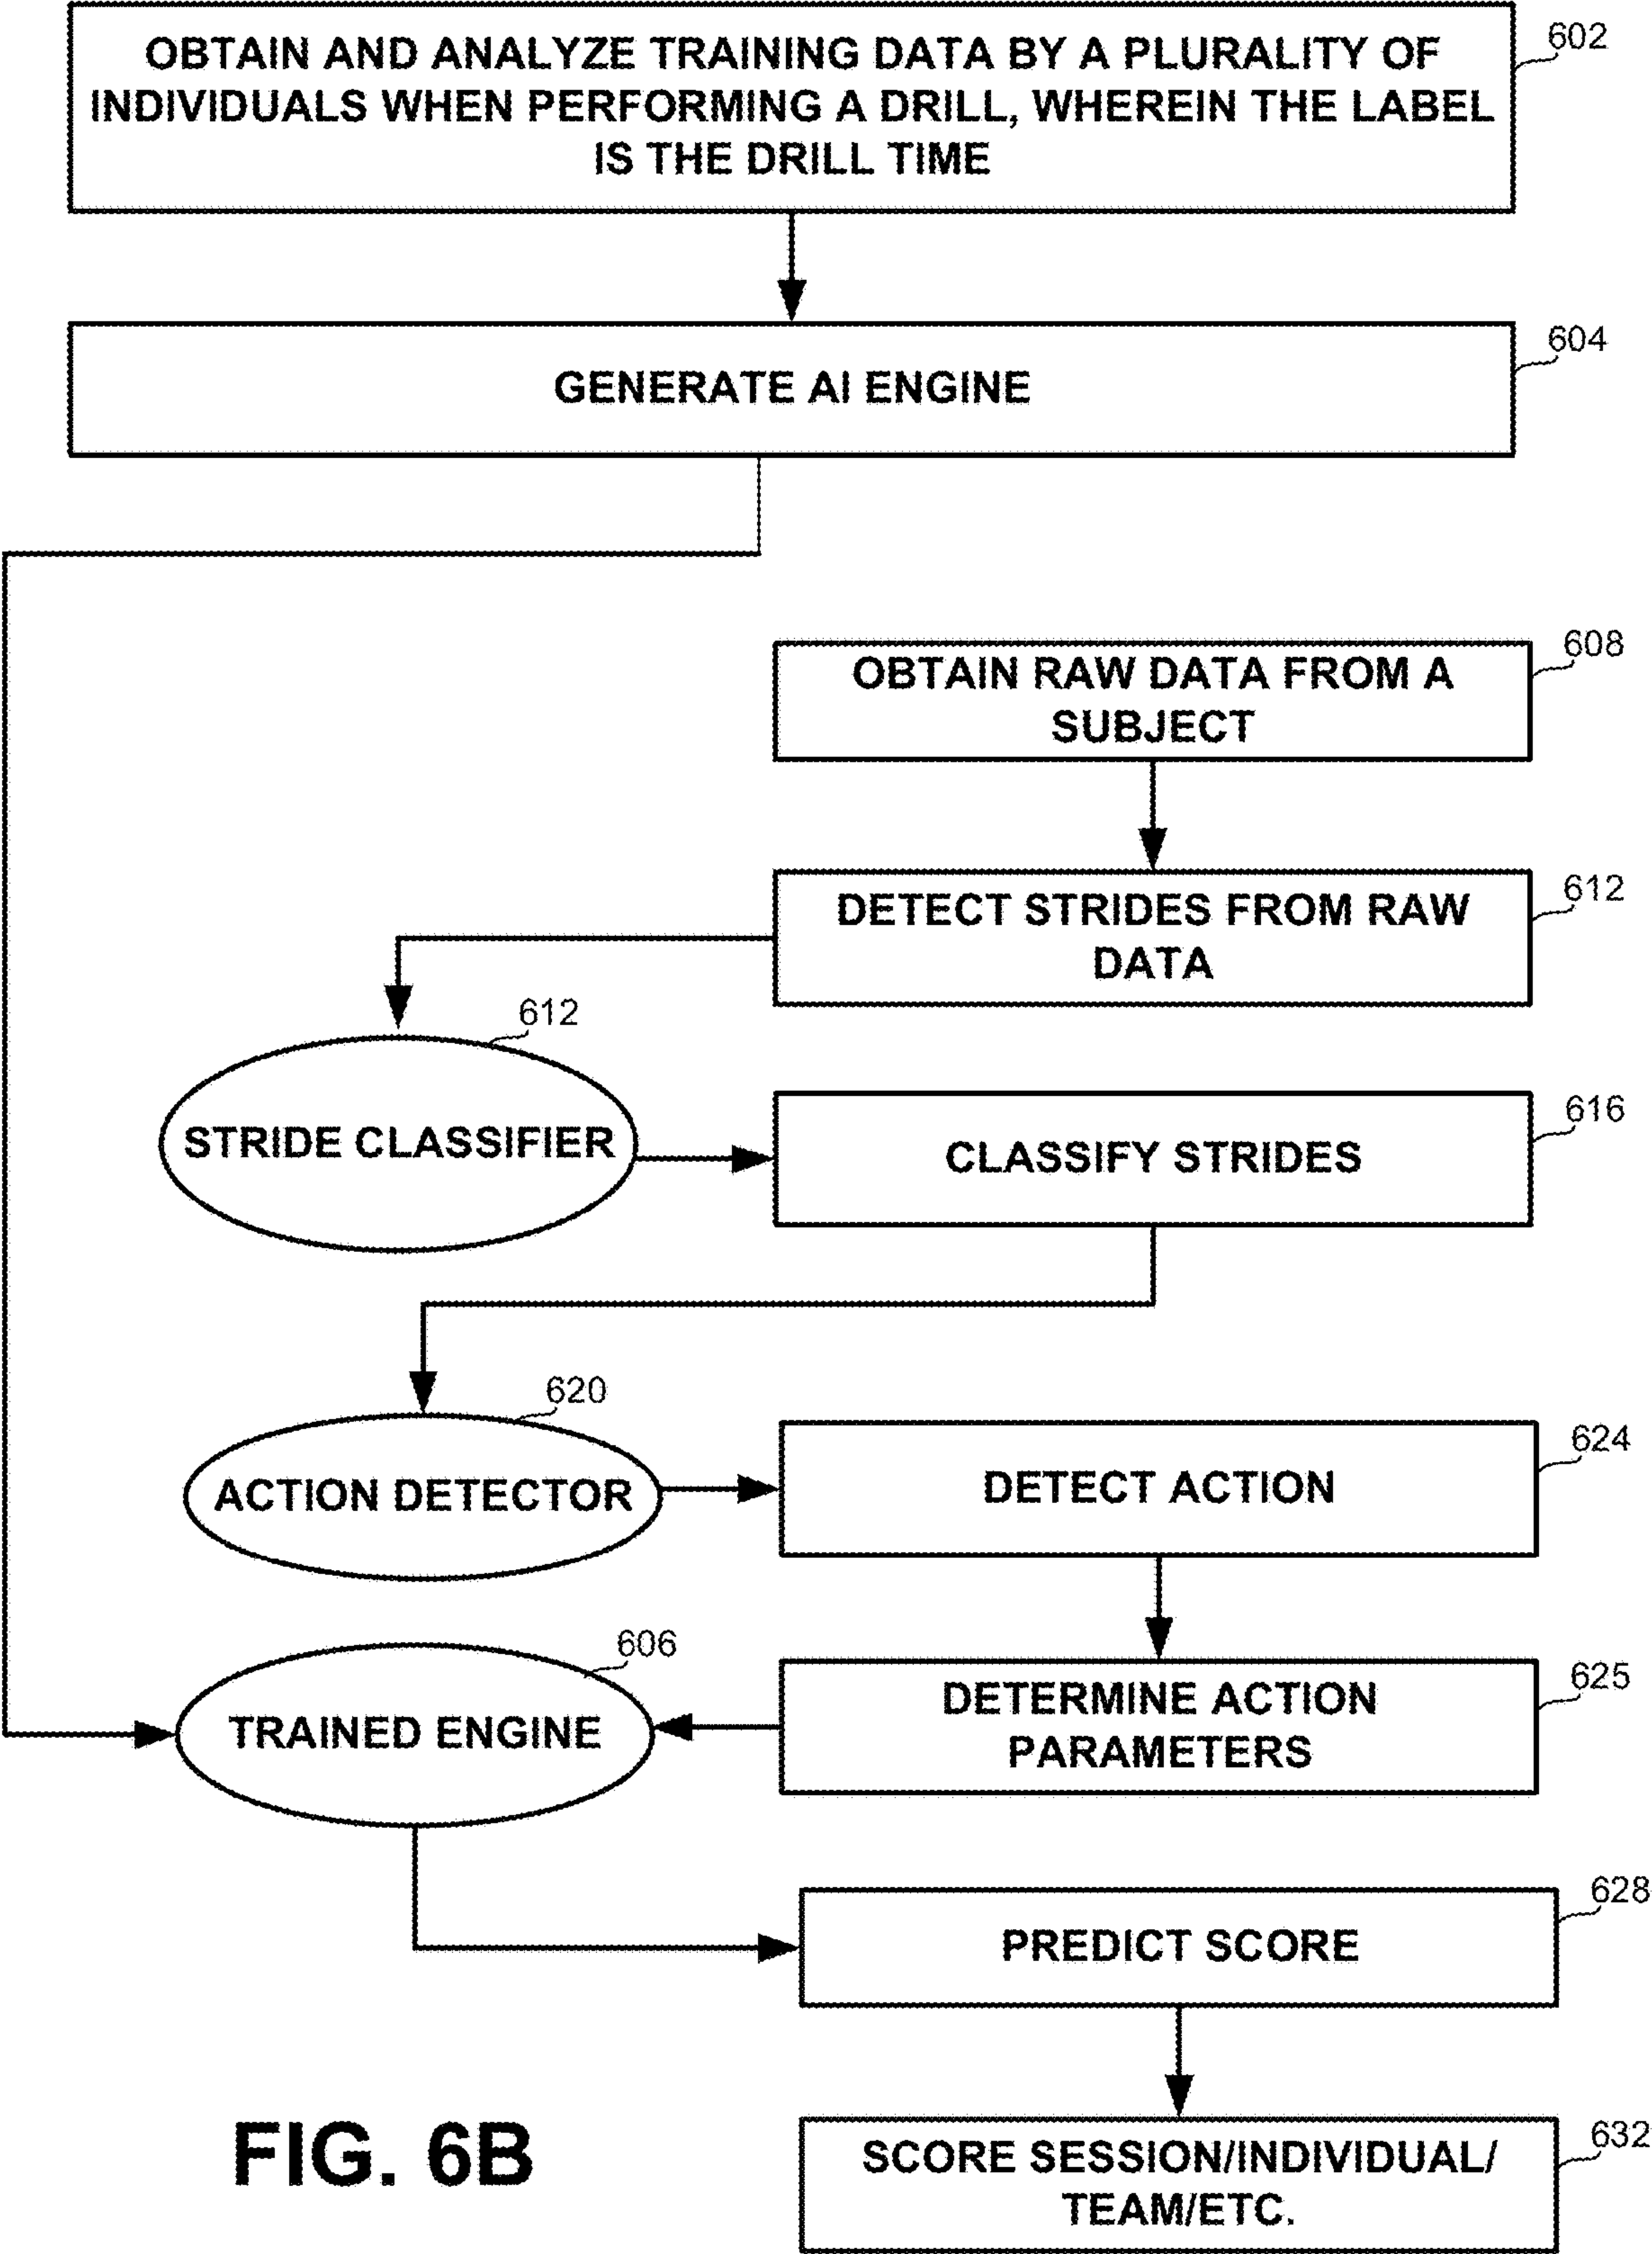 OBTAIN AND ANALYZE TRAINING DATA BY A PLURALITY OF
INDIVIDUALS WHEN PERFORMING A DRILL, WHEREIN THE LABEL
IS THE DRILL TIME
602
GENERATE AI ENGINE
604
OBTAIN RAW DATA FROM A
SUBJECT
608
DETECT STRIDES FROM RAW
DATA
612
STRIDE CLASSIFIER
612
CLASSIFY STRIDES
616
ACTION DETECTOR
620
DETECT ACTION
624
TRAINED ENGINE
606
DETERMINE ACTION
PARAMETERS
625
PREDICT SCORE
628
SCORE SESSION/INDIVIDUAL/
TEAM/ETC.
632
FIG. 6B